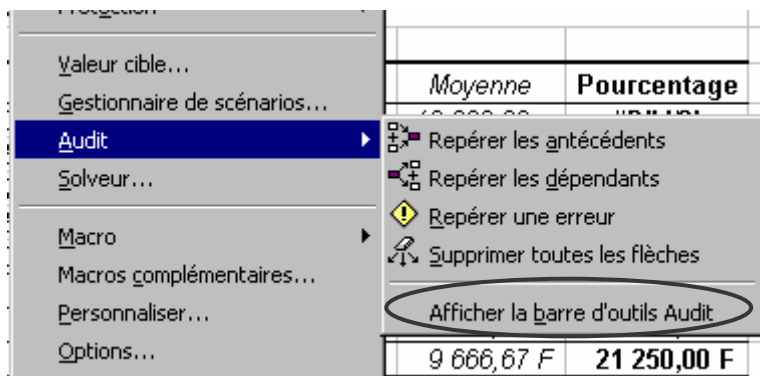 Valeur cible...
Gestionnaire de scénarios...
Audit
Solveur...
Macro
Macros complémentaires...
Personnaliser...
Options...
Moyenne Pourcentage
Repérer les antécédents
Repérer les dépendants
Repérer une erreur
Supprimer toutes les flèches
Afficher la barre d'outils Audit
9 666,67 F 21 250,00 F